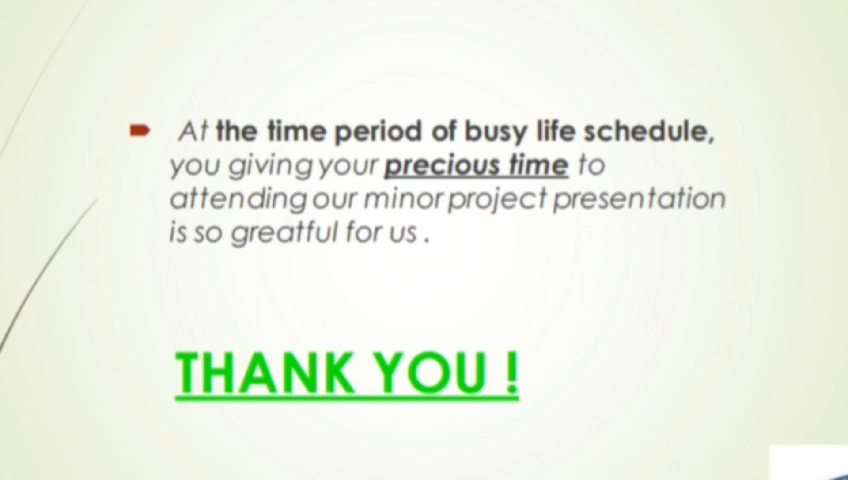 At the time period of busy life schedule,
you giving your precious time to
attending our minor project presentation
is so greatful for us .
THANK YOU !